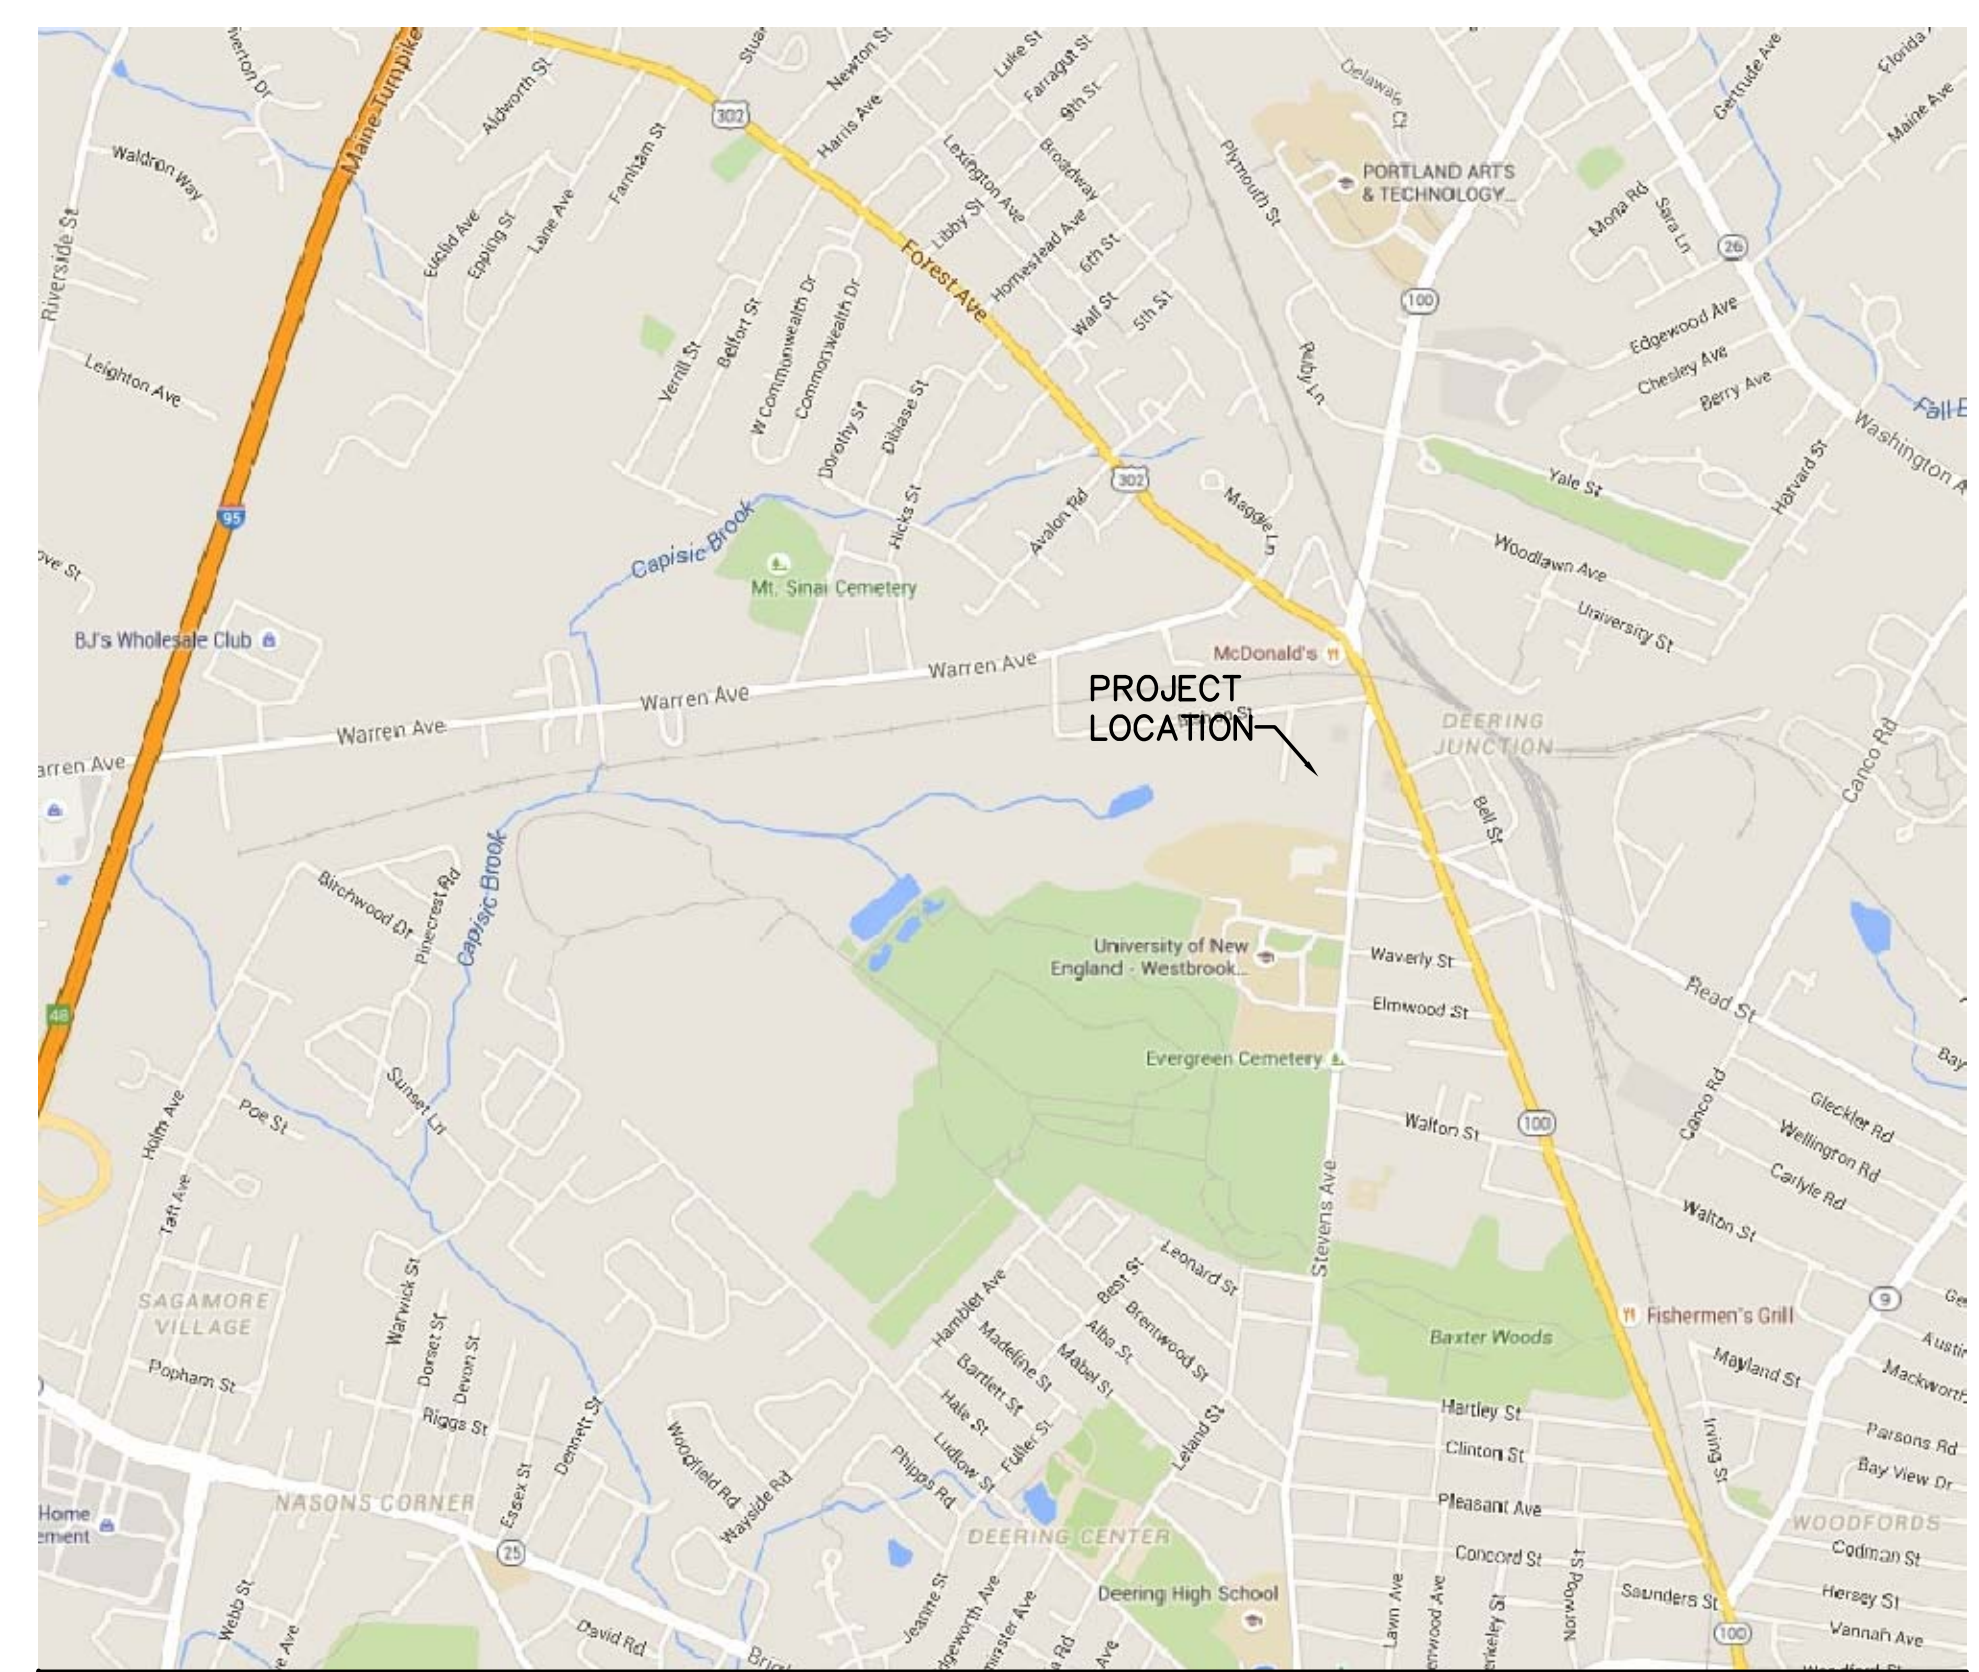 Maine Turnpike
Aldworth St
Newton St
Luke St
Farragut St
Delaware Ct
Gertrude Ave
Maine Ave
302
Harris Ave
9th St
Waldron Way
Farnham St
Lexington Ave
Broadway
Plymouth St
PORTLAND ARTS
& TECHNOLOGY...
Mona Rd
Sara Ln
Riverside St
Euclid Ave
Epping St
Lane Ave
Libby St
Homestead Ave
6th St
26
Forest Ave
100
Wall St
5th St
Edgewood Ave
Leighton Ave
Yerrill St
Belfort St
W Commonwealth Dr
Commonwealth Dr
Dorothy St
Dibiase St
Ruby Ln
Chesley Ave
Berry Ave
302
Yale St
Harvard St
95
Capisic Brook
Hicks St
Avalon Rd
Maggie Ln
Woodlawn Ave
Mt. Sinai Cemetery
University St
BJ's Wholesale Club
Warren Ave
Warren Ave
Warren Ave
McDonald's
PROJECT
LOCATION
Bishop St
DEERING
JUNCTION
Canco Rd
Bell St
Birchwood Dr
Pinecrest Rd
Capisic Brook
University of New
England - Westbrook...
Waverly St
Elmwood St
Read St
48
Evergreen Cemetery
Holm Ave
Poe St
Sunset Ln
Walton St
100
Canco Rd
Gleckler Rd
Wellington Rd
Carlyle Rd
Taft Ave
Stevens Ave
Walton St
SAGAMORE
VILLAGE
Warwick St
Dorset St
Devon St
Popham St
Riggs St
Hamblet Ave
Best St
Leonard St
Brentwood St
Alba St
Madeline St
Mabel St
Bartlett St
Baxter Woods
Fishermen's Grill
9
Mayland St
Hale St
Ludlow St
Fuller St
Leland St
Hartley St
Clinton St
Irving St
Parsons Rd
Bay View Dr
Dennett St
Woodfield Rd
Wayside Rd
Phipps Rd
NASONS CORNER
Essex St
25
DEERING CENTER
Pleasant Ave
WOODFORDS
Concord St
Codman St
Deering High School
Lawn Ave
Norwood St
Saunders St
Hersey St
Webb St
David Rd
Jeanne St
100
Vannah Ave